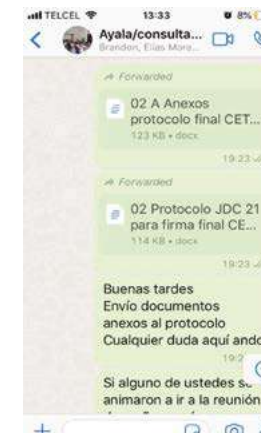 TELCEL 13:33 8%
Ayala/consulta...
Brandon, Elías More...
Forwarded
02 A Anexos
protocolo final CET...
123 KB • docx
19:23
Forwarded
02 Protocolo JDC 21
para firma final CE...
114 KB • docx
19:23
Buenas tardes
Envío documentos
anexos al protocolo
Cualquier duda aquí ando
Si alguno de ustedes se
animaron a ir a la reunión